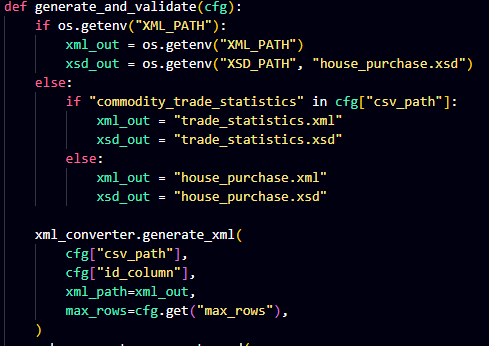 def generate_and_validate(cfg):
    if os.getenv("XML_PATH"):
        xml_out = os.getenv("XML_PATH")
        xsd_out = os.getenv("XSD_PATH", "house_purchase.xsd")
    else:
        if "commodity_trade_statistics" in cfg["csv_path"]:
            xml_out = "trade_statistics.xml"
            xsd_out = "trade_statistics.xsd"
        else:
            xml_out = "house_purchase.xml"
            xsd_out = "house_purchase.xsd"

    xml_converter.generate_xml(
        cfg["csv_path"],
        cfg["id_column"],
        xml_path=xml_out,
        max_rows=cfg.get("max_rows"),
    )